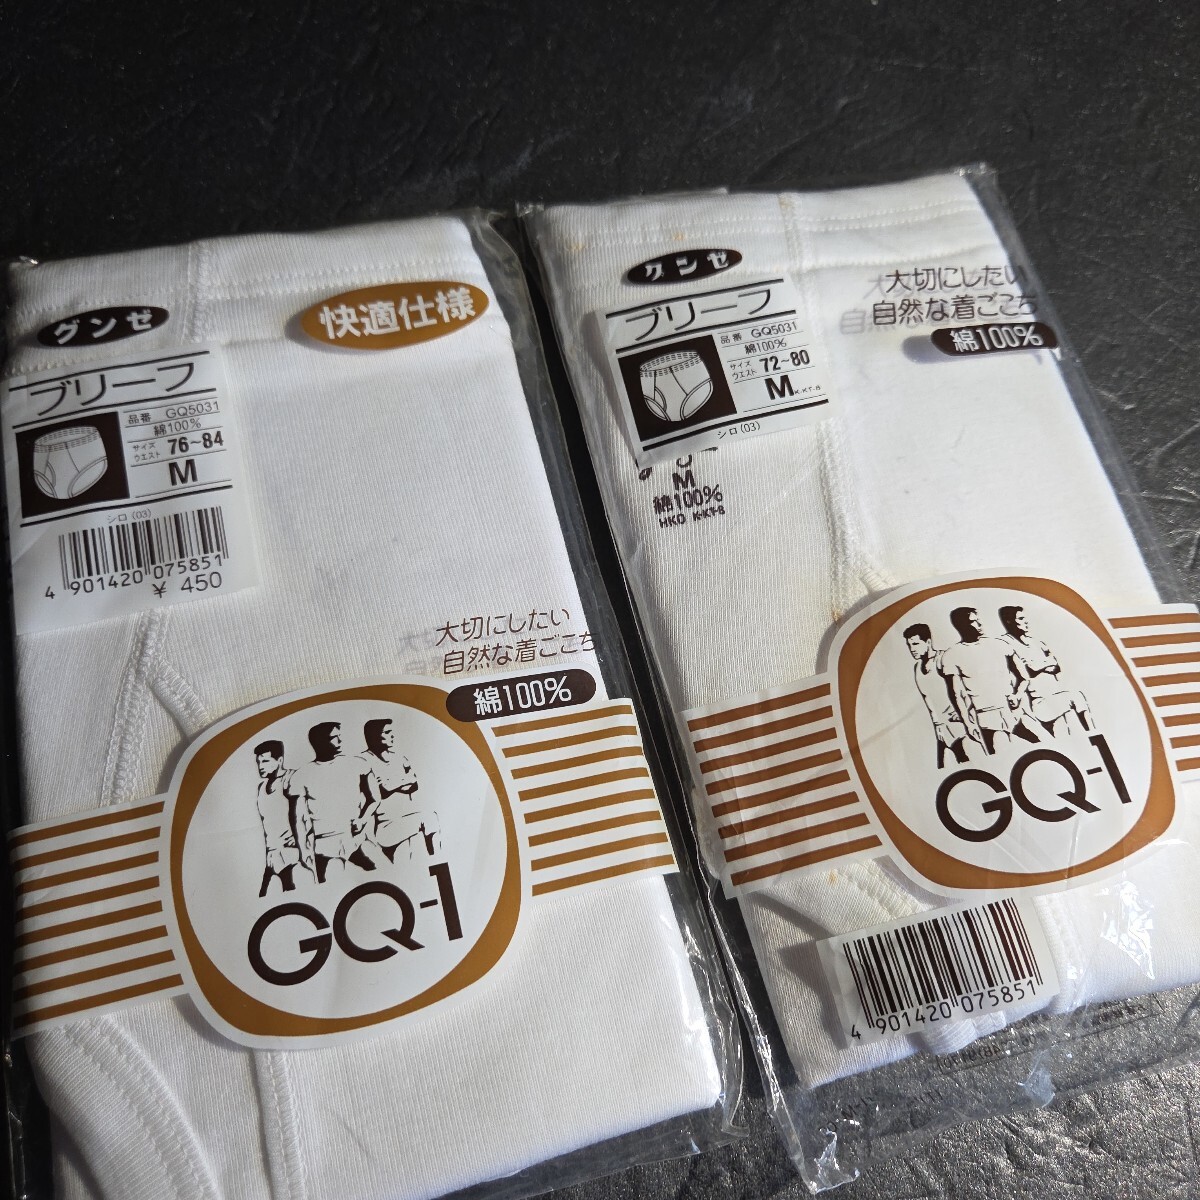 グンゼ
快適仕様
ブリーフ
品番 GQ5031
綿100%
サイズ
ウエスト 76~84
M
シロ(03)
4 901420 075851
¥ 450
大切にしたい
自然な着ごこち
綿100%
GQ-1
グンゼ
ブリーフ
品番 GQ5031
綿100%
サイズ
ウエスト 72~80
M K-KT-8
シロ(03)
大切にしたい
自然な着ごこち
綿100%
M
綿100%
HKD K-KT-8
GQ-1
4 901420 075851